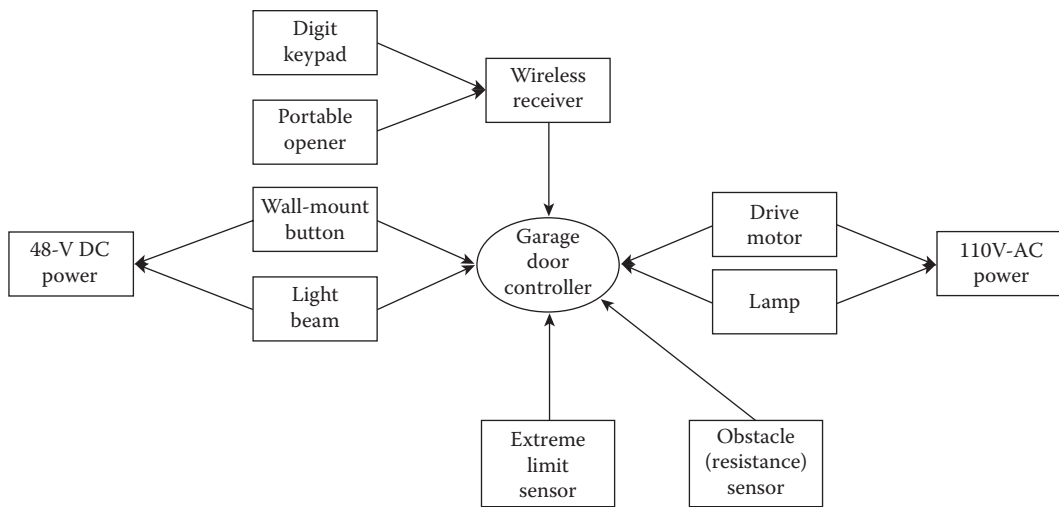 Digit
keypad
Wireless
receiver
Portable
opener
Wall-mount
button
Garage
door
controller
Drive
motor
48-V DC
power
110V-AC
power
Light
beam
Lamp
Extreme
limit
sensor
Obstacle
(resistance)
sensor